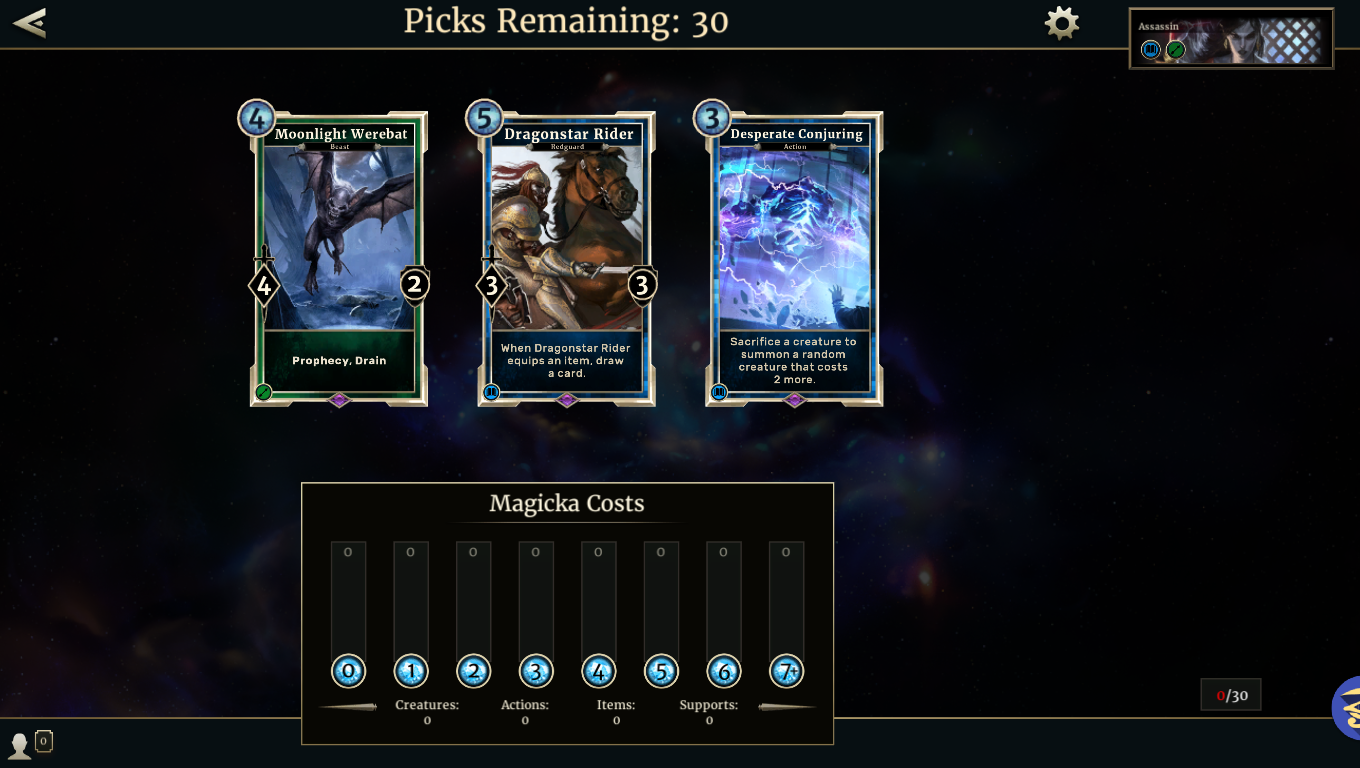 Picks Remaining: 30
Assassin
4
Moonlight Werebat
Beast
4
2
Prophecy, Drain
5
Dragonstar Rider
Redguard
3
3
When Dragonstar Rider
equips an item, draw
a card.
3
Desperate Conjuring
Action
Sacrifice a creature to
summon a random
creature that costs
2 more.
Magicka Costs
0 0 0 0 0 0 0 0
0 1 2 3 4 5 6 7+
Creatures: Actions: Items: Supports:
0 0 0 0
0/30
0